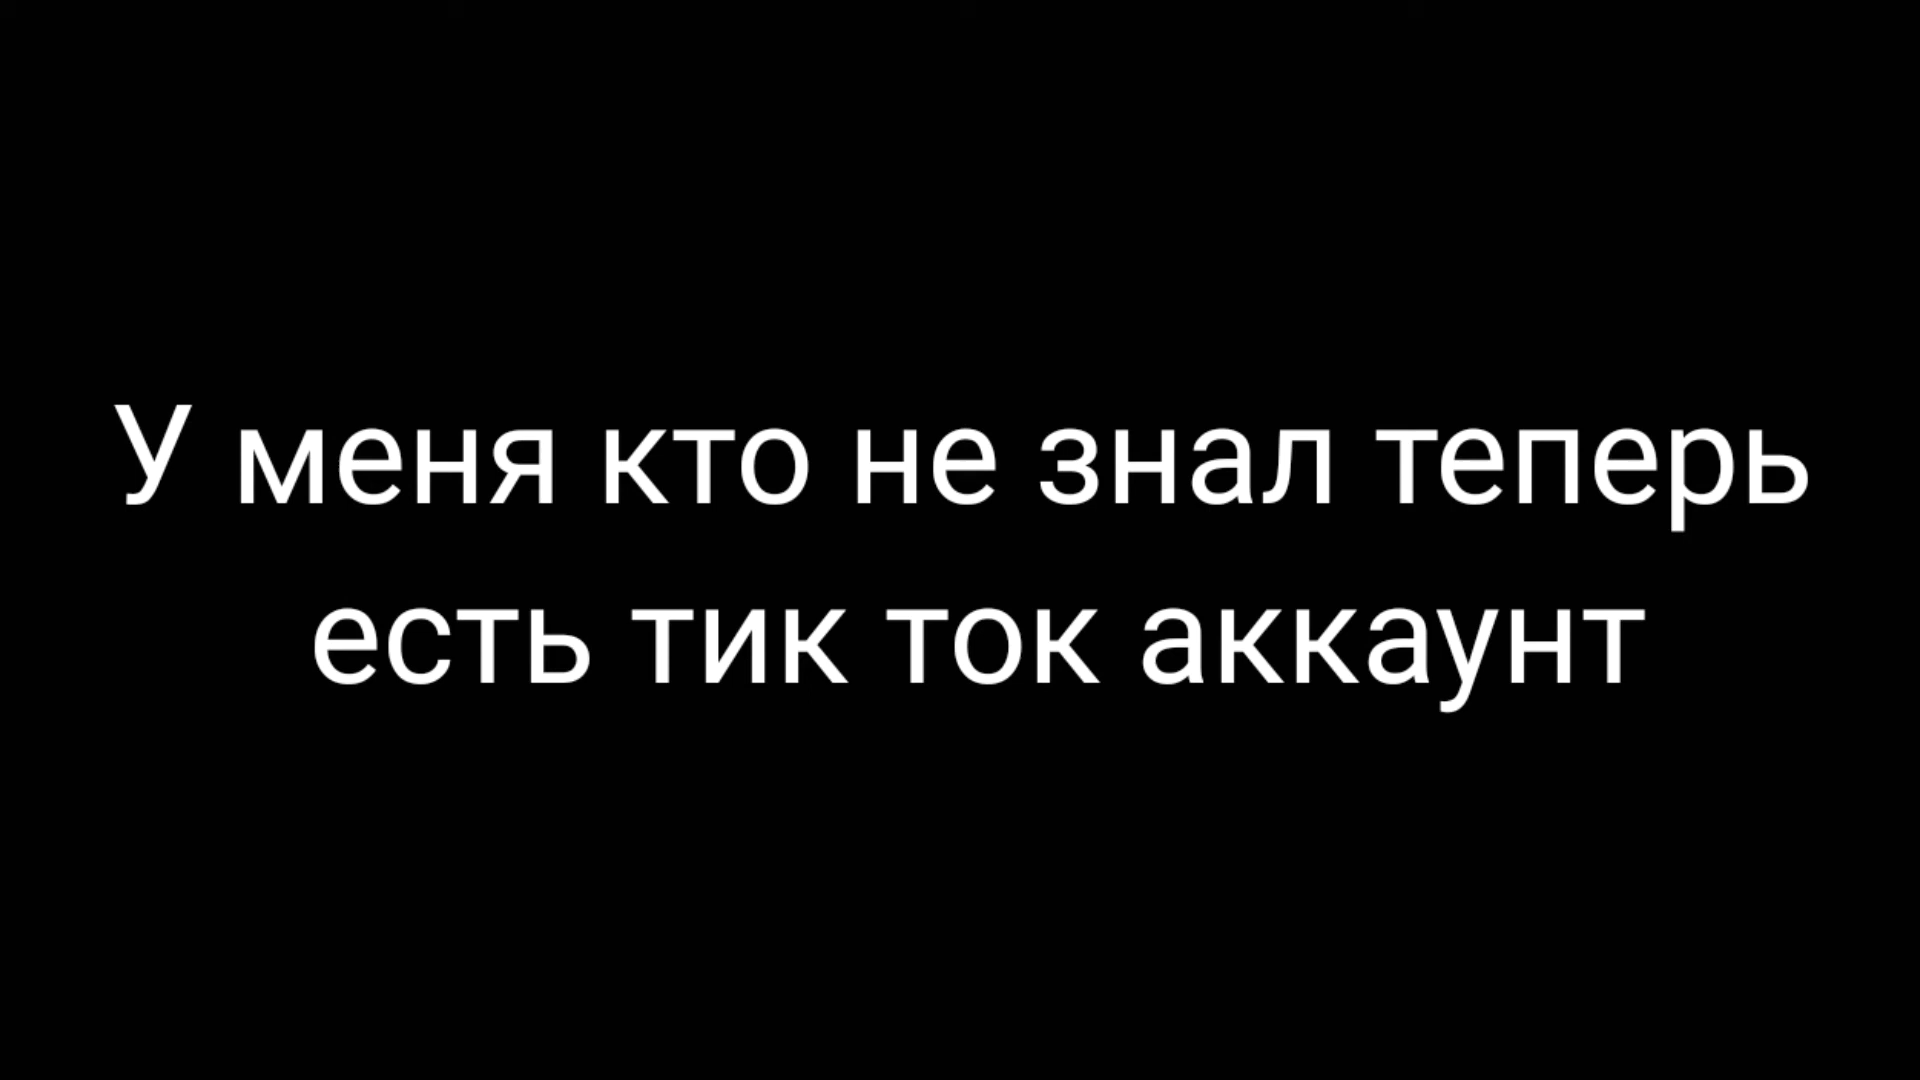 У меня кто не знал теперь
есть тик ток аккаунт